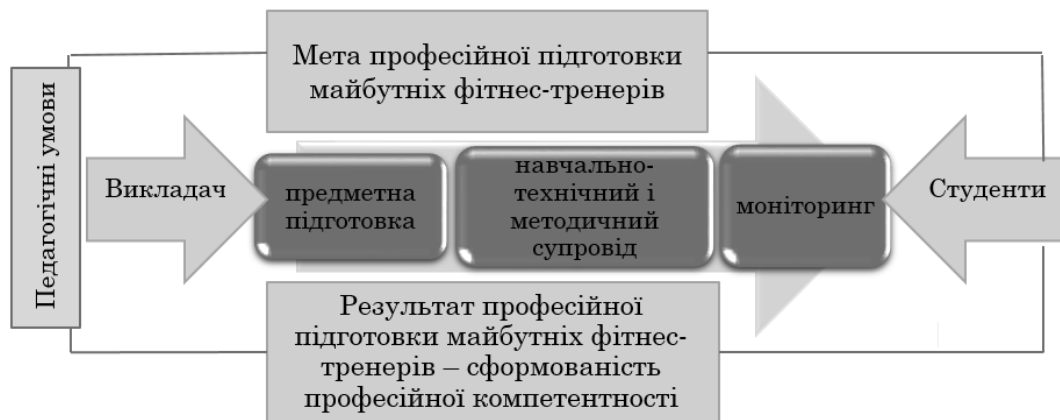 Мета професійної підготовки
майбутніх фітнес-тренерів
Педагогічні умови
Викладач
предметна
підготовка
навчально-
технічний і
методичний
супровід
моніторинг
Студенти
Результат професійної
підготовки майбутніх фітнес-
тренерів – сформованість
професійної компетентності